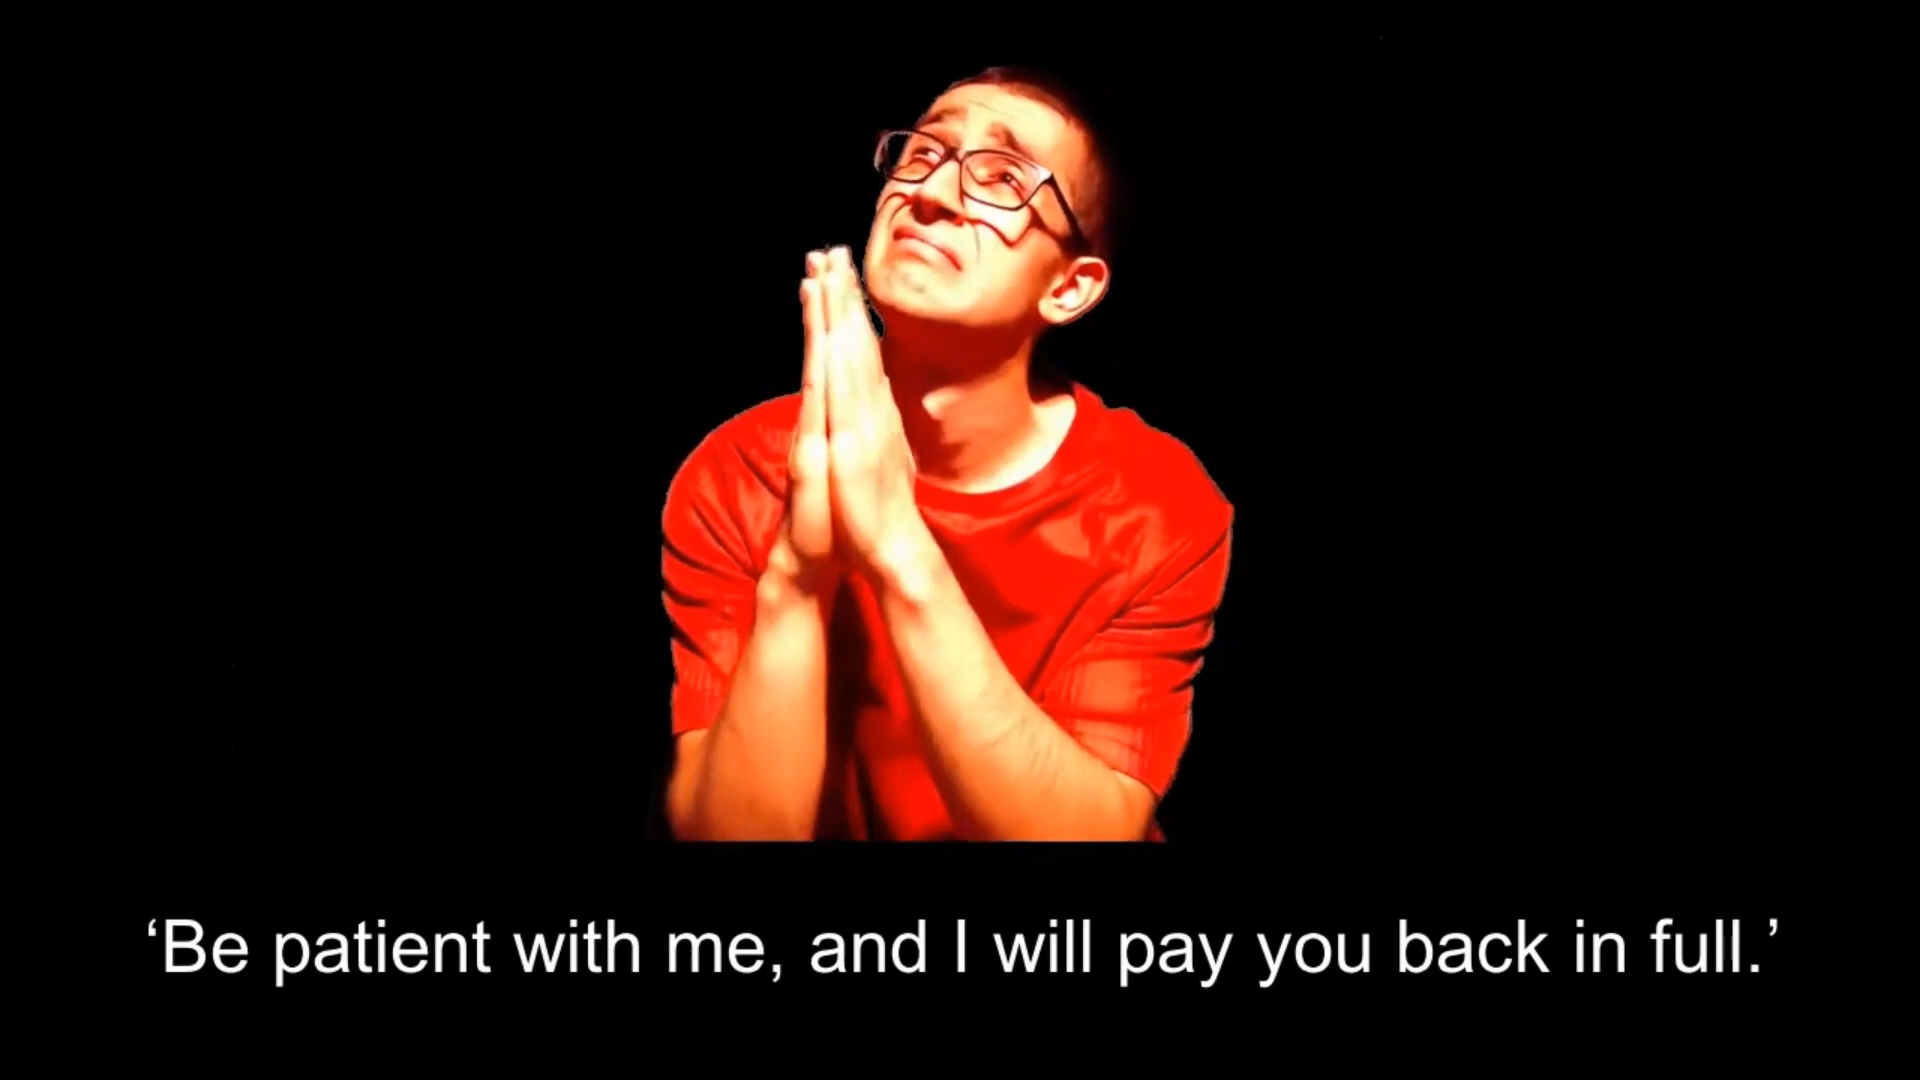 ‘Be patient with me, and I will pay you back in full.’